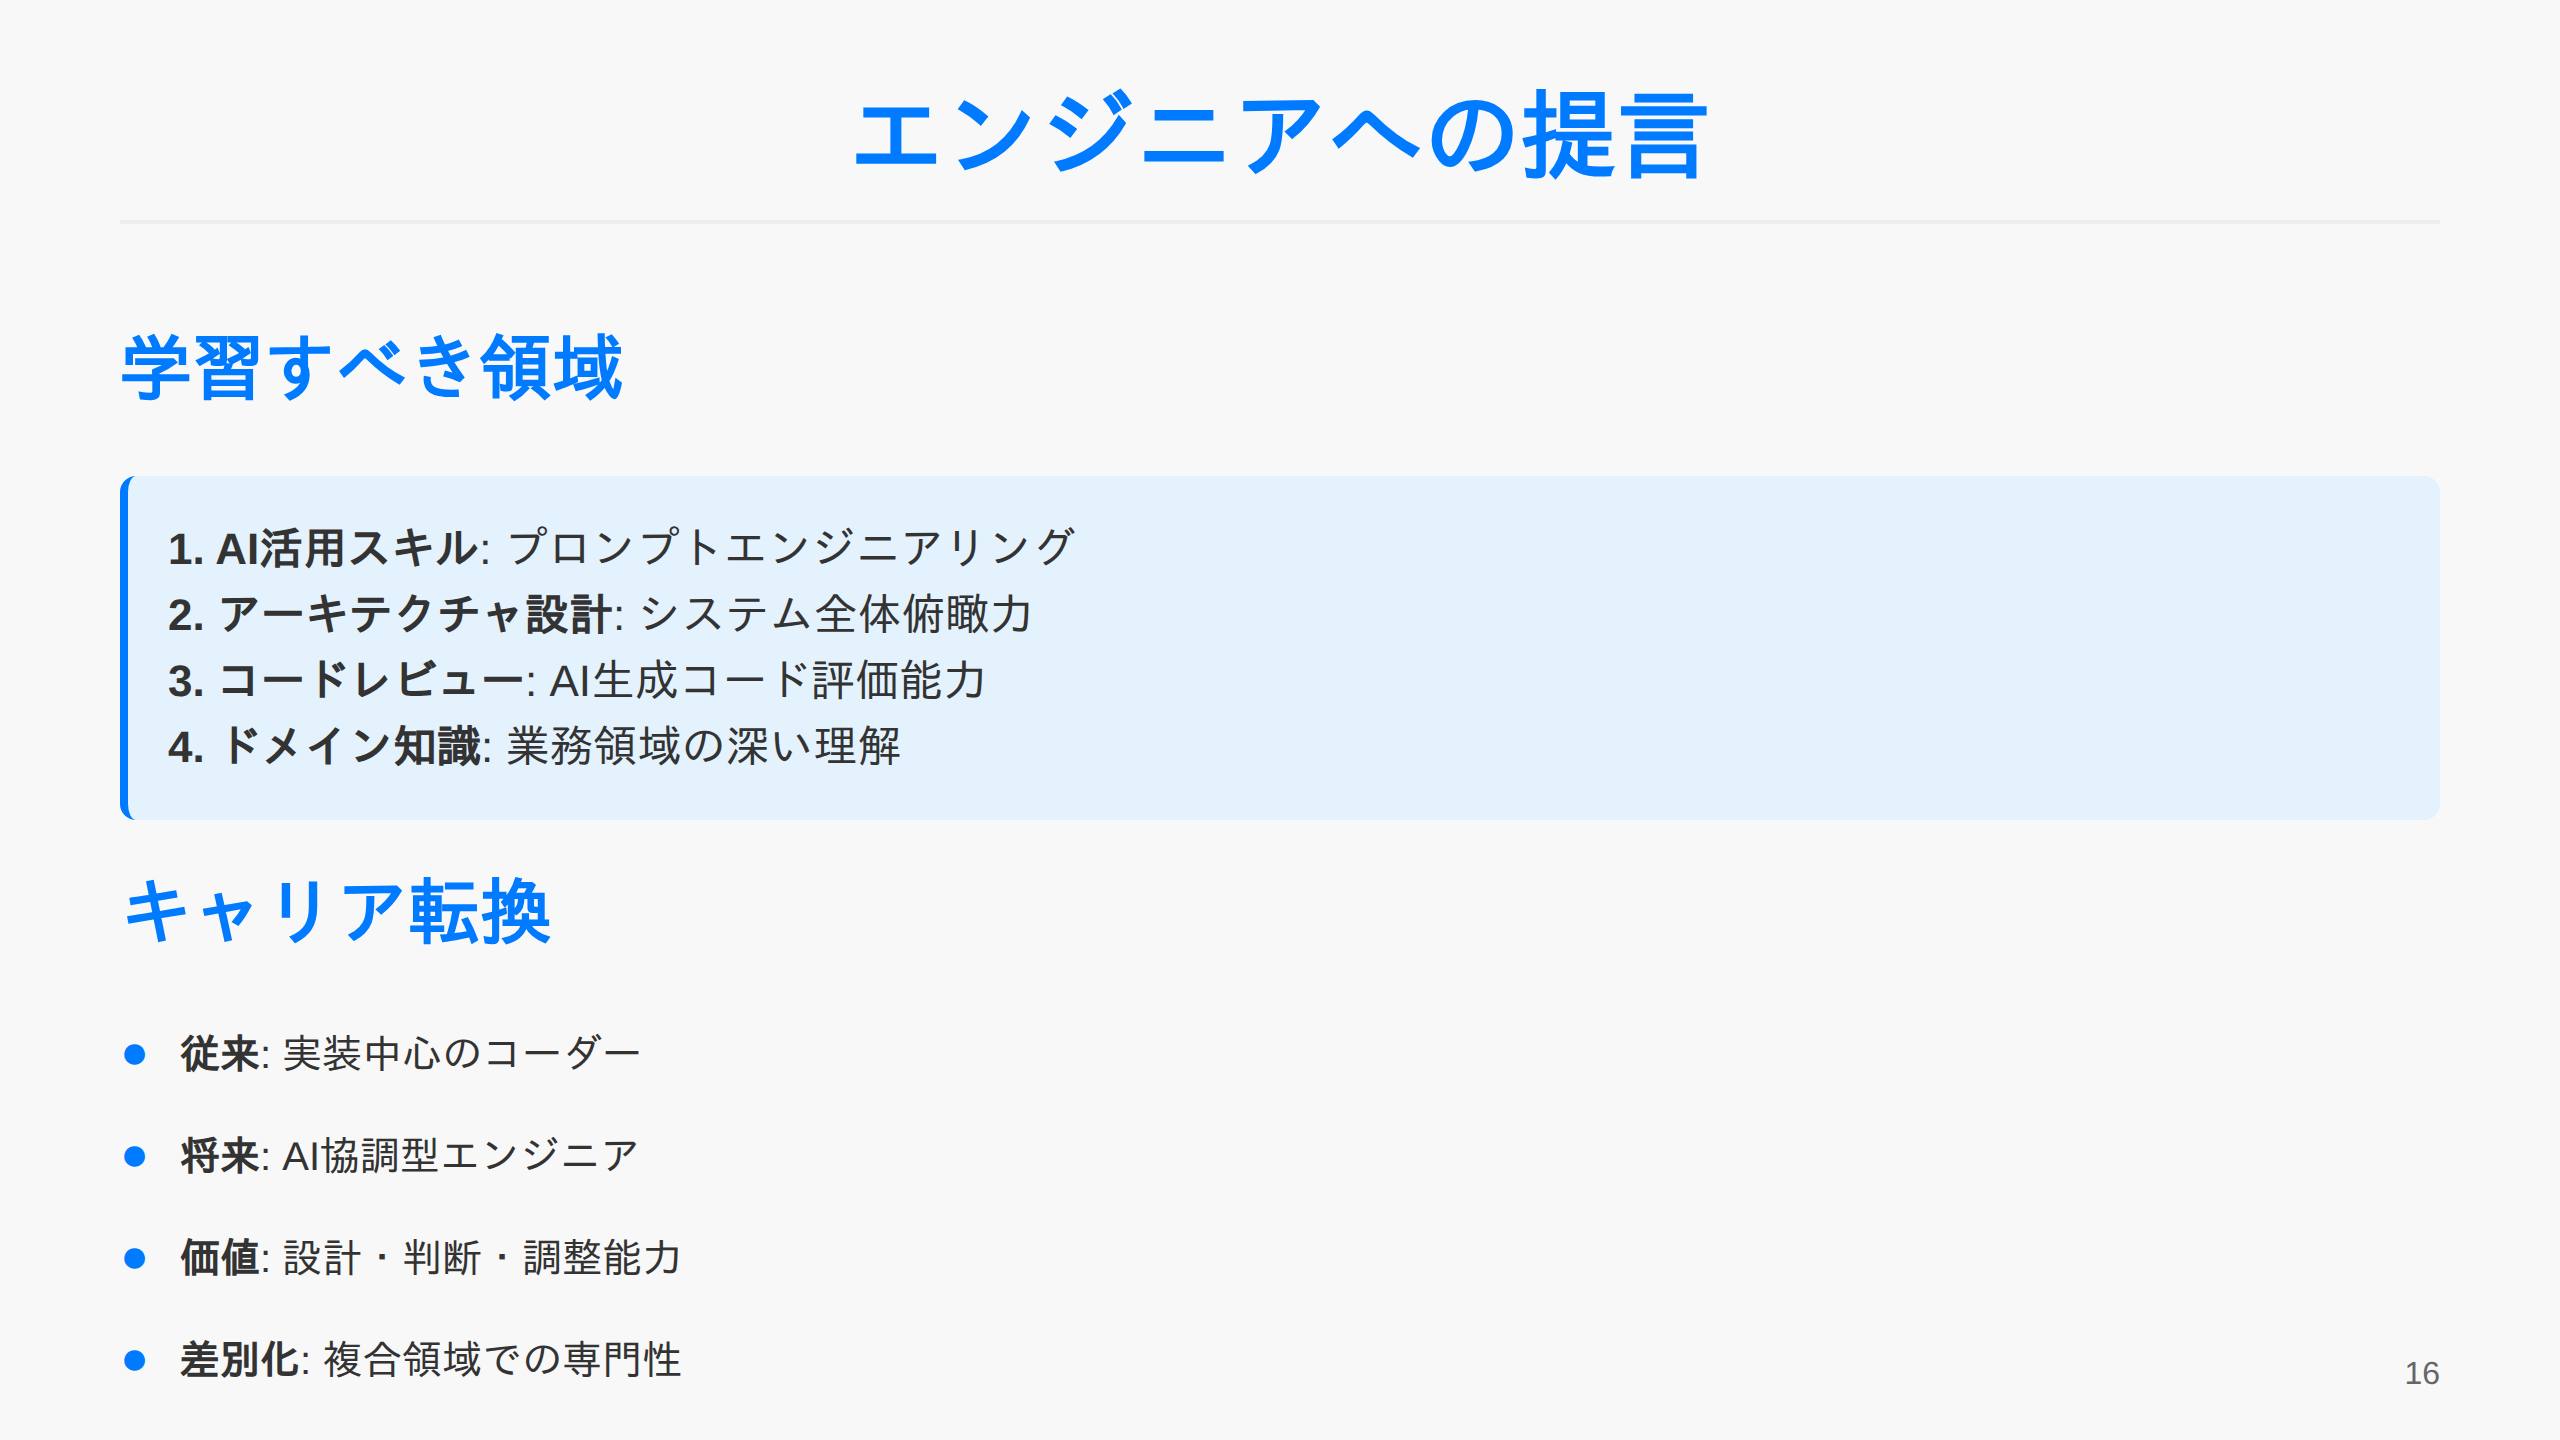 エンジニアへの提言
学習すべき領域
1. AI活用スキル: プロンプトエンジニアリング
2. アーキテクチャ設計: システム全体俯瞰力
3. コードレビュー: AI生成コード評価能力
4. ドメイン知識: 業務領域の深い理解
キャリア転換
● 従来: 実装中心のコーダー
● 将来: AI協調型エンジニア
● 価値: 設計・判断・調整能力
● 差別化: 複合領域での専門性
16